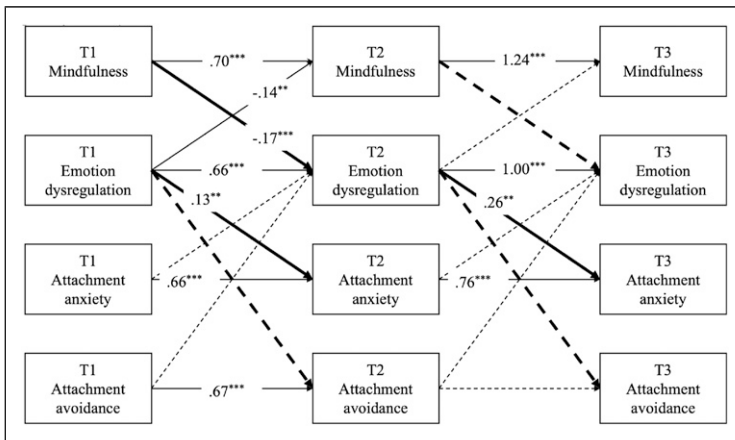 T1
Mindfulness
.70***
T2
Mindfulness
1.24***
T3
Mindfulness
-.14**
-.17***
T1
Emotion
dysregulation
.66***
T2
Emotion
dysregulation
1.00***
T3
Emotion
dysregulation
.13**
.26**
T1
Attachment
anxiety
.66***
T2
Attachment
anxiety
.76***
T3
Attachment
anxiety
T1
Attachment
avoidance
.67***
T2
Attachment
avoidance
T3
Attachment
avoidance